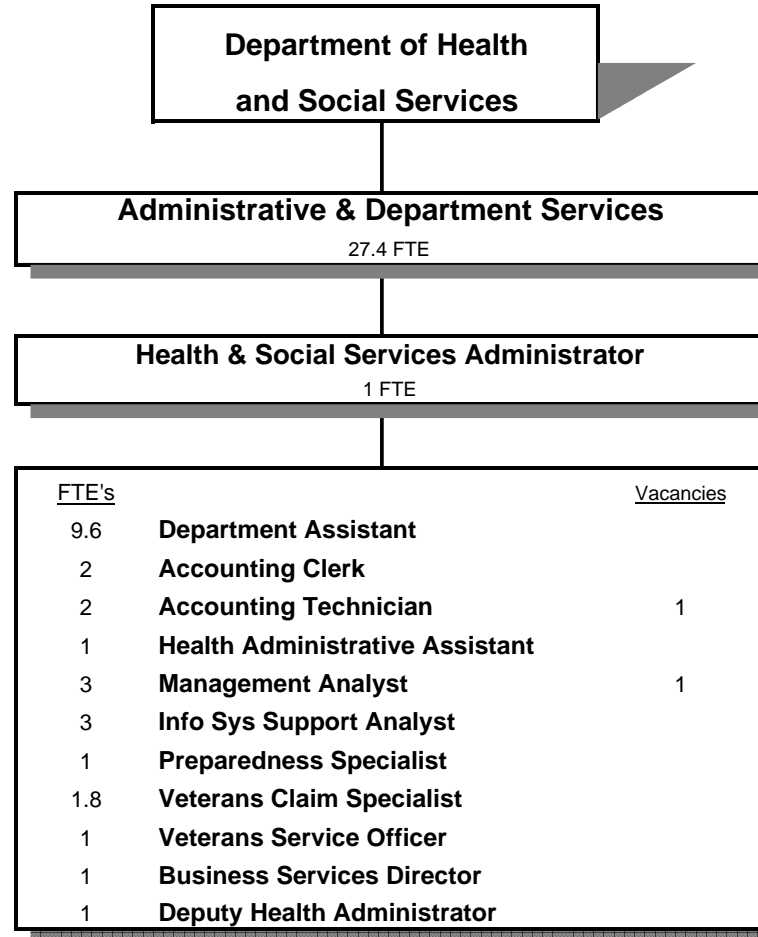 Department of Health
and Social Services
Administrative & Department Services
27.4 FTE
Health & Social Services Administrator
1 FTE
FTE's Vacancies
9.6 Department Assistant
2 Accounting Clerk
2 Accounting Technician 1
1 Health Administrative Assistant
3 Management Analyst 1
3 Info Sys Support Analyst
1 Preparedness Specialist
1.8 Veterans Claim Specialist
1 Veterans Service Officer
1 Business Services Director
1 Deputy Health Administrator